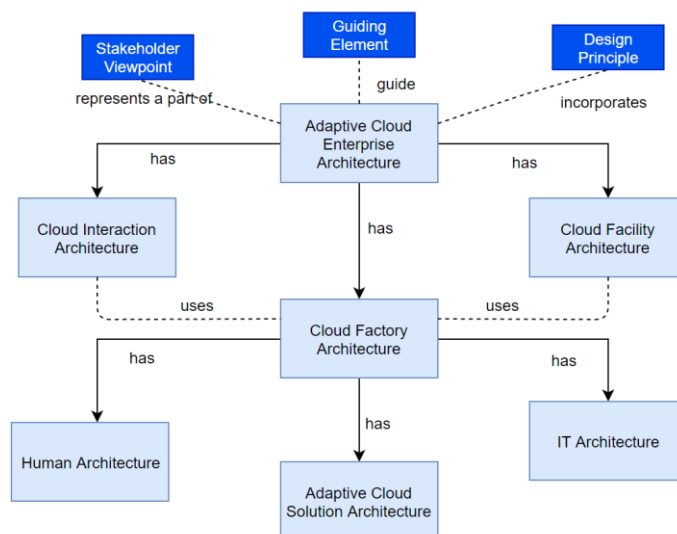 Guiding
Element
Stakeholder
Viewpoint
Design
Principle
represents a part of
guide
incorporates
Adaptive Cloud
Enterprise
Architecture
has
has
Cloud Interaction
Architecture
has
Cloud Facility
Architecture
uses
uses
Cloud Factory
Architecture
has
has
has
Human Architecture
IT Architecture
Adaptive Cloud
Solution Architecture